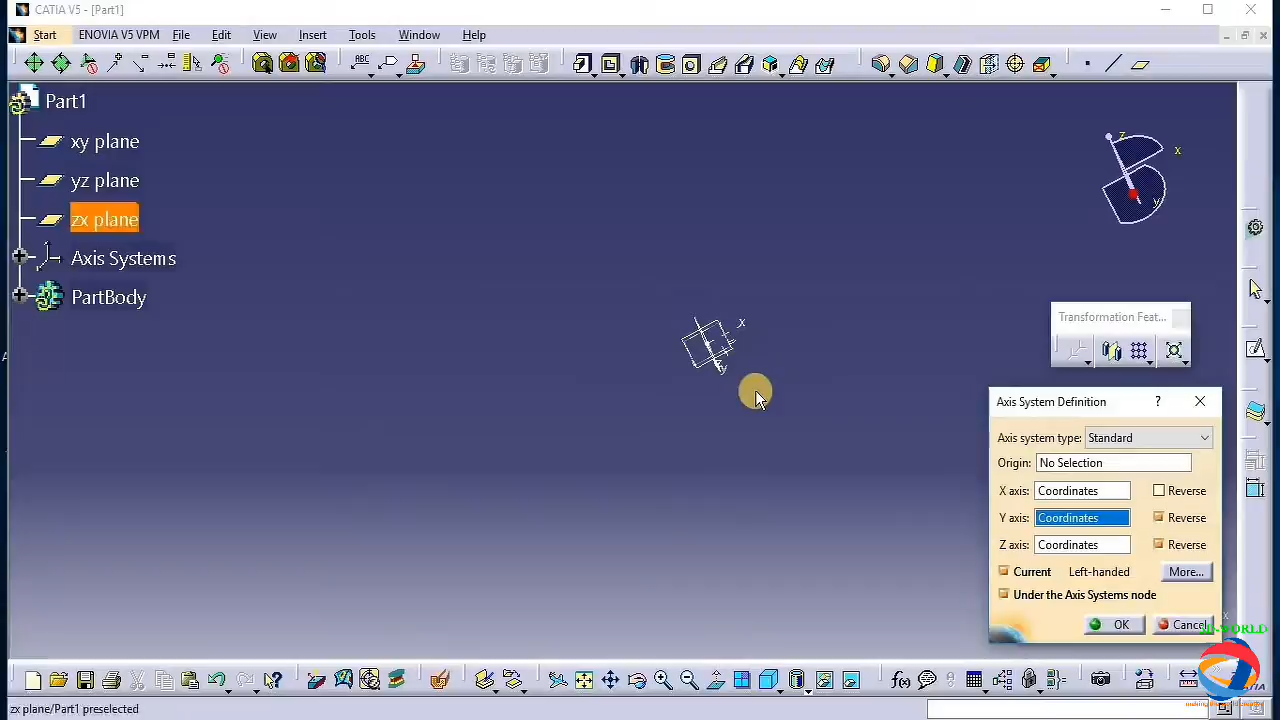 CATIA V5 - [Part1]
Start ENOVIA V5 VPM File Edit View Insert Tools Window Help
ABC
Part1
xy plane
yz plane
zx plane
Axis Systems
PartBody
z
x
y
x
y
Transformation Feat...
Axis System Definition ?
Axis system type: Standard
Origin: No Selection
X axis: Coordinates Reverse
Y axis: Coordinates Reverse
Z axis: Coordinates Reverse
Current Left-handed More...
Under the Axis Systems node
OK Cancel
f(x)
zx plane/Part1 preselected